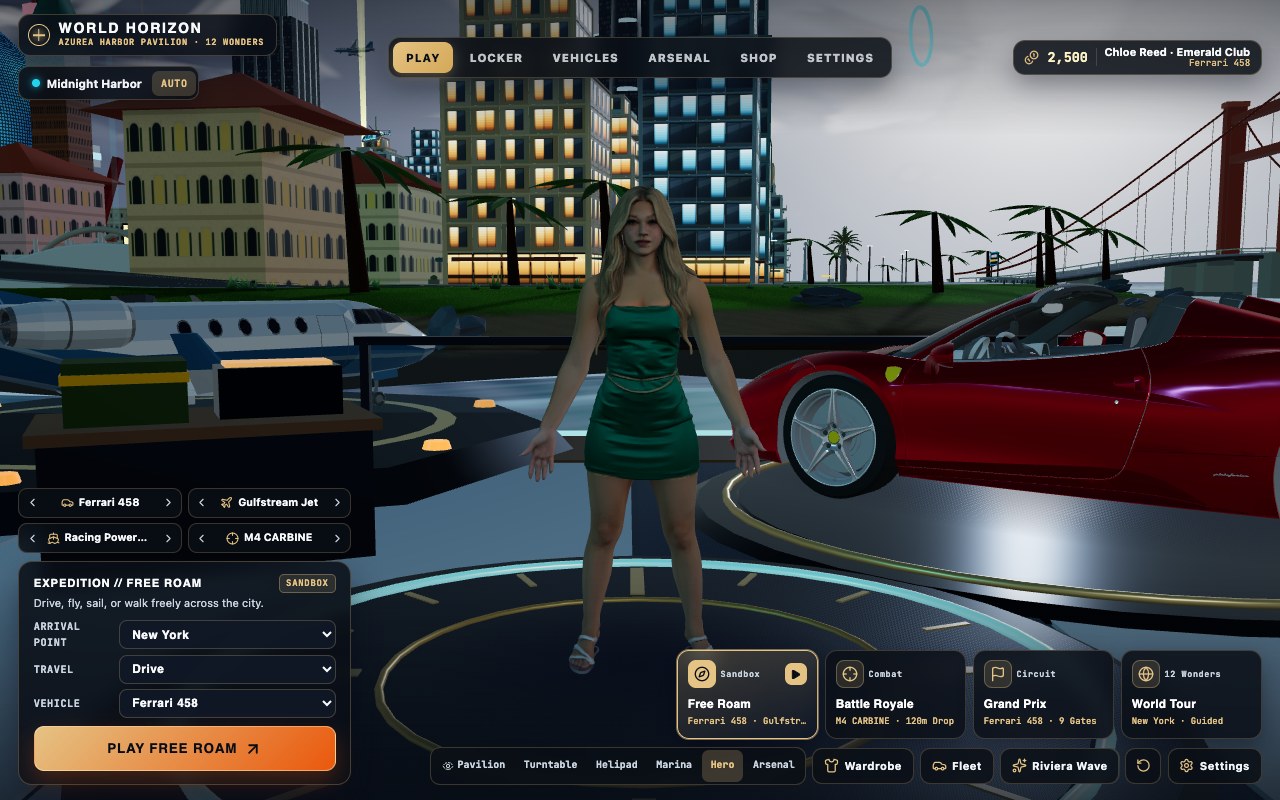 WORLD HORIZON
AZUREA HARBOR PAVILION · 12 WONDERS
Midnight Harbor AUTO
PLAY LOCKER VEHICLES ARSENAL SHOP SETTINGS
2,500
Chloe Reed · Emerald Club
Ferrari 458
Ferrari 458
Gulfstream Jet
Racing Power...
M4 CARBINE
EXPEDITION // FREE ROAM SANDBOX
Drive, fly, sail, or walk freely across the city.
ARRIVAL
POINT
New York
TRAVEL Drive
VEHICLE Ferrari 458
PLAY FREE ROAM
Sandbox
Free Roam
Ferrari 458 · Gulfstr…
Combat
Battle Royale
M4 CARBINE · 120m Drop
Circuit
Grand Prix
Ferrari 458 · 9 Gates
12 Wonders
World Tour
New York · Guided
Pavilion Turntable Helipad Marina Hero Arsenal
Wardrobe
Fleet
Riviera Wave
Settings